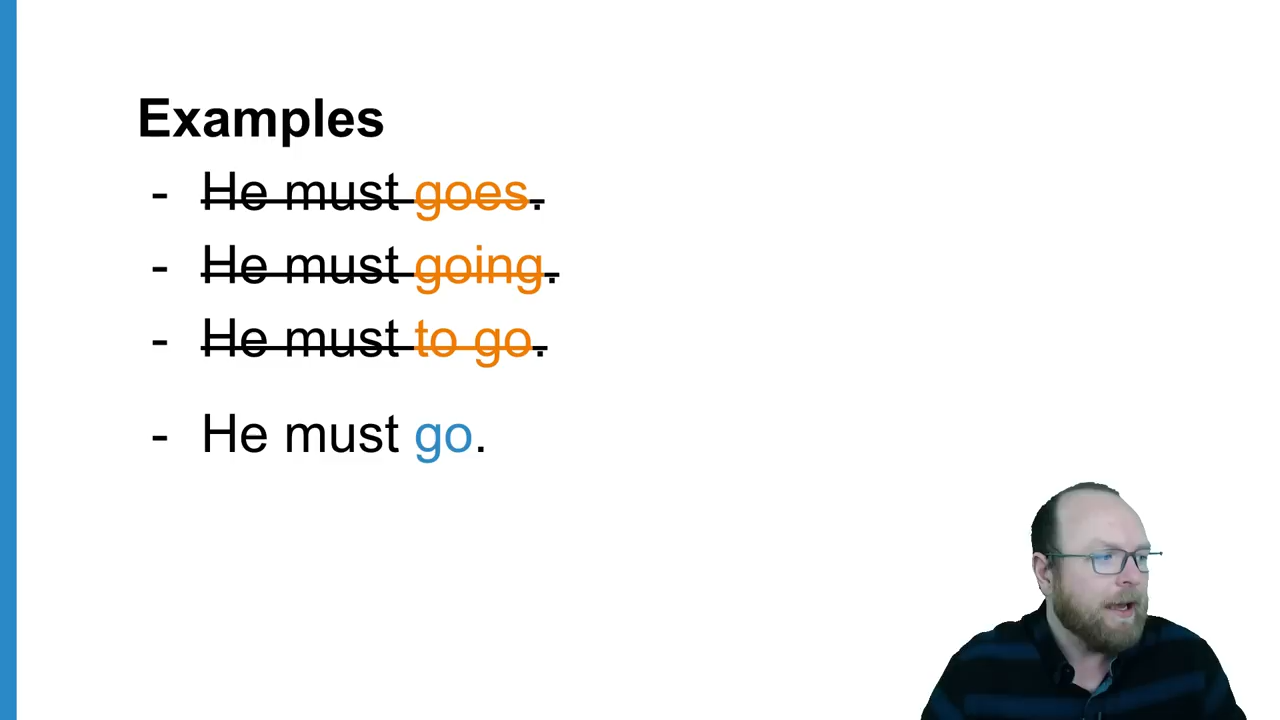 Examples
- He must goes.
- He must going.
- He must to go.
- He must go.